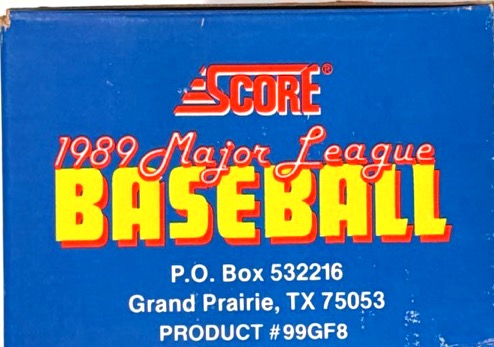 SCORE®
1989 Major League
BASEBALL
P.O. Box 532216
Grand Prairie, TX 75053
PRODUCT #99GF8